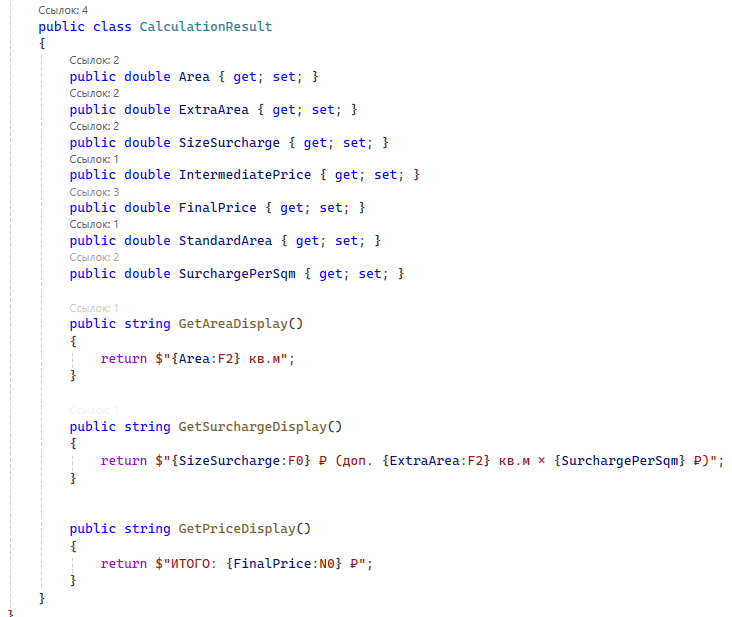 Ссылок: 4
public class CalculationResult
{
Ссылок: 2
public double Area { get; set; }
Ссылок: 2
public double ExtraArea { get; set; }
Ссылок: 2
public double SizeSurcharge { get; set; }
Ссылок: 1
public double IntermediatePrice { get; set; }
Ссылок: 3
public double FinalPrice { get; set; }
Ссылок: 1
public double StandardArea { get; set; }
Ссылок: 2
public double SurchargePerSqm { get; set; }
Ссылок: 1
public string GetAreaDisplay()
{
return $"{Area:F2} кв.м";
}
Ссылок: 1
public string GetSurchargeDisplay()
{
return $"{SizeSurcharge:F0} ₽ (доп. {ExtraArea:F2} кв.м × {SurchargePerSqm} ₽)";
}
public string GetPriceDisplay()
{
return $"ИТОГО: {FinalPrice:N0} ₽";
}
}
}